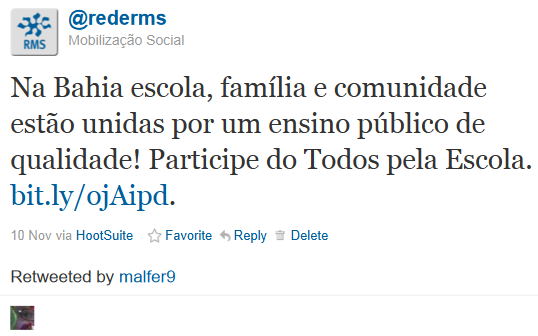 @rederms
RMS
Mobilização Social
Na Bahia escola, família e comunidade
estão unidas por um ensino público de
qualidade! Participe do Todos pela Escola.
bit.ly/ojAipd.
10 Nov via HootSuite Favorite Reply Delete
Retweeted by malfer9